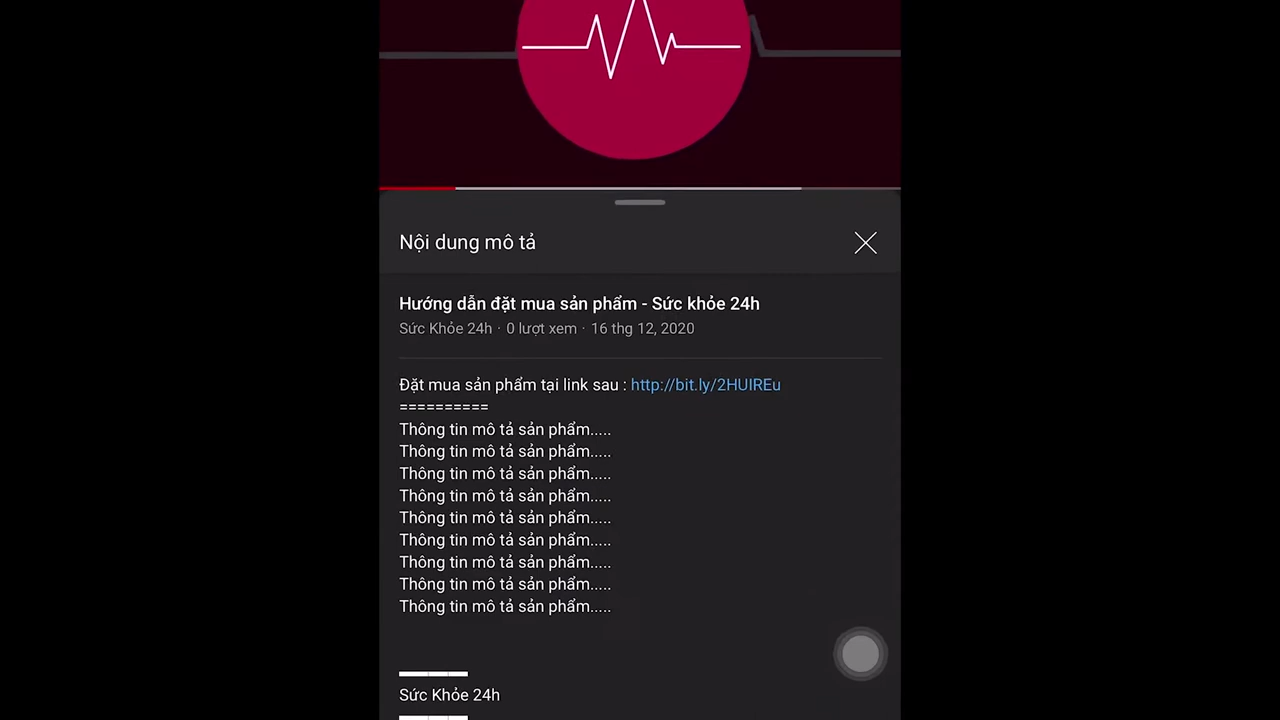 Nội dung mô tả
Hướng dẫn đặt mua sản phẩm - Sức khỏe 24h
Sức Khỏe 24h · 0 lượt xem · 16 thg 12, 2020
Đặt mua sản phẩm tại link sau : http://bit.ly/2HUIREu
==========
Thông tin mô tả sản phẩm.....
Thông tin mô tả sản phẩm.....
Thông tin mô tả sản phẩm.....
Thông tin mô tả sản phẩm.....
Thông tin mô tả sản phẩm.....
Thông tin mô tả sản phẩm.....
Thông tin mô tả sản phẩm.....
Thông tin mô tả sản phẩm.....
Thông tin mô tả sản phẩm.....
Sức Khỏe 24h